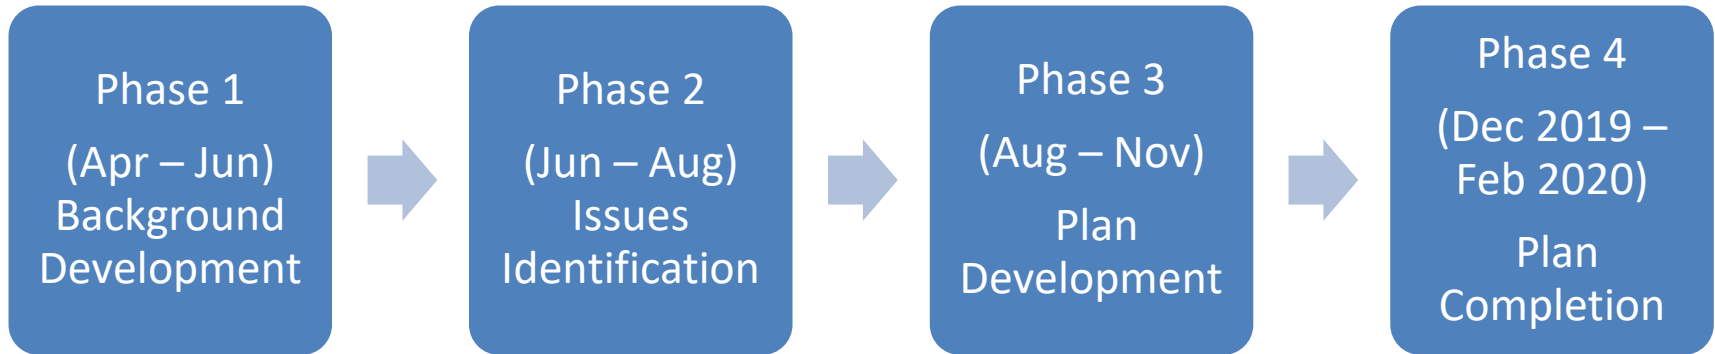 Phase 1
(Apr – Jun)
Background
Development
Phase 2
(Jun – Aug)
Issues
Identification
Phase 3
(Aug – Nov)
Plan
Development
Phase 4
(Dec 2019 –
Feb 2020)
Plan
Completion